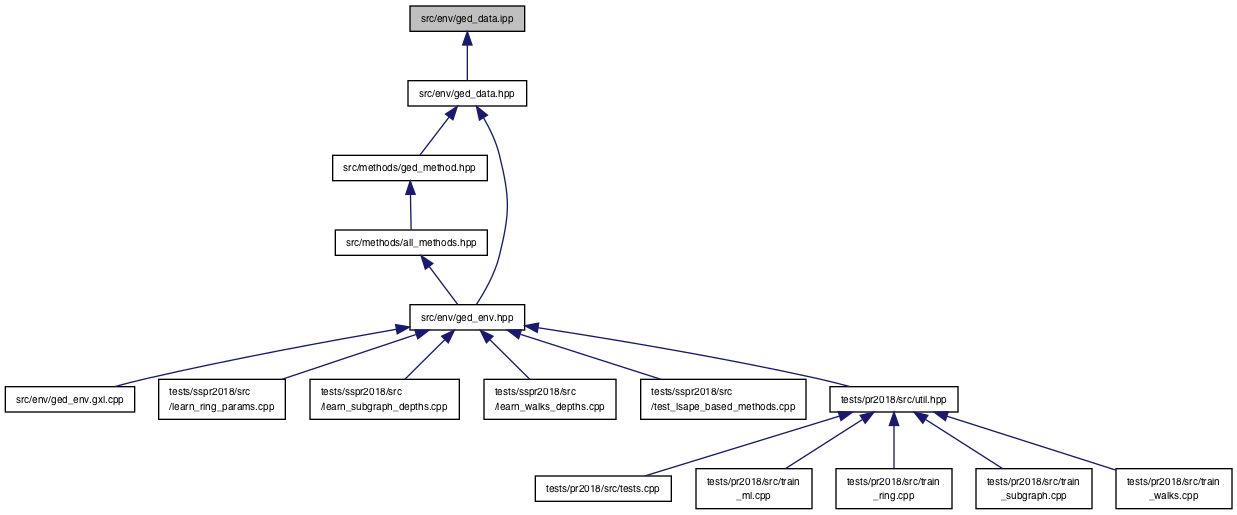 src/env/ged_data.ipp
src/env/ged_data.hpp
src/methods/ged_method.hpp
src/methods/all_methods.hpp
src/env/ged_env.hpp
src/env/ged_env.gxl.cpp
tests/sspr2018/src
/learn_ring_params.cpp
tests/sspr2018/src
/learn_subgraph_depths.cpp
tests/sspr2018/src
/learn_walks_depths.cpp
tests/sspr2018/src
/test_lsape_based_methods.cpp
tests/pr2018/src/util.hpp
tests/pr2018/src/tests.cpp
tests/pr2018/src/train
_ml.cpp
tests/pr2018/src/train
_ring.cpp
tests/pr2018/src/train
_subgraph.cpp
tests/pr2018/src/train
_walks.cpp